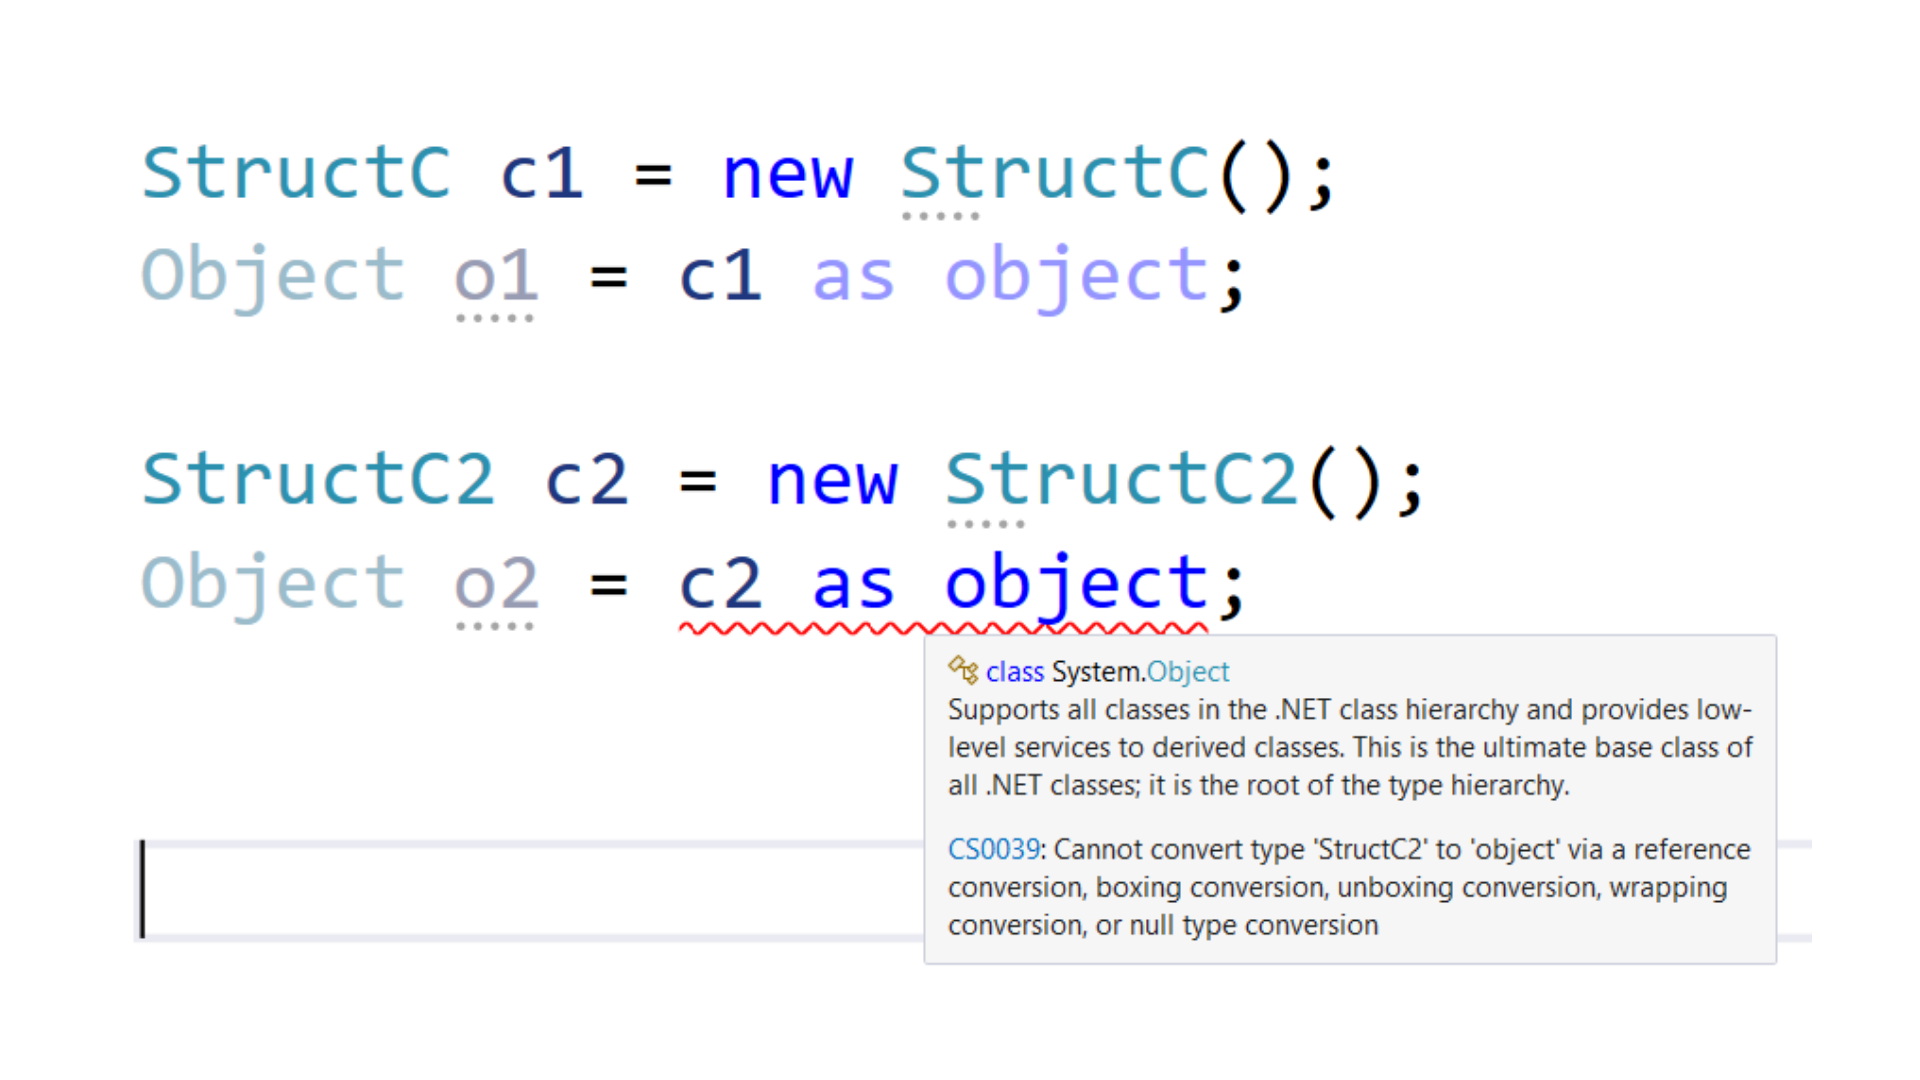 StructC c1 = new StructC();
Object o1 = c1 as object;
StructC2 c2 = new StructC2();
Object o2 = c2 as object;
class System.Object
Supports all classes in the .NET class hierarchy and provides low-
level services to derived classes. This is the ultimate base class of
all .NET classes; it is the root of the type hierarchy.
CS0039: Cannot convert type 'StructC2' to 'object' via a reference
conversion, boxing conversion, unboxing conversion, wrapping
conversion, or null type conversion